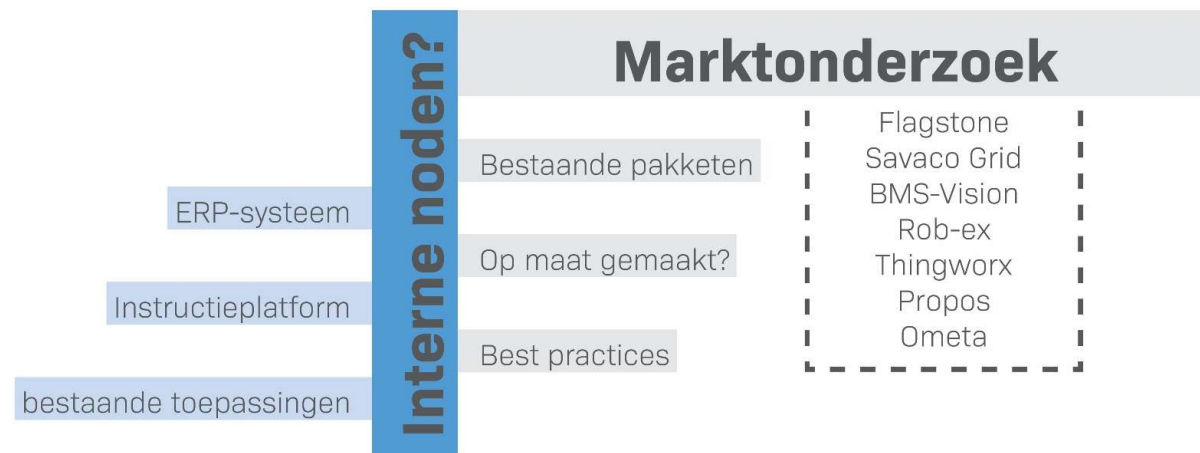 Interne noden?
Marktonderzoek
ERP-systeem
Instructieplatform
bestaande toepassingen
Bestaande pakketen
Op maat gemaakt?
Best practices
Flagstone
Savaco Grid
BMS-Vision
Rob-ex
Thingworx
Propos
Ometa